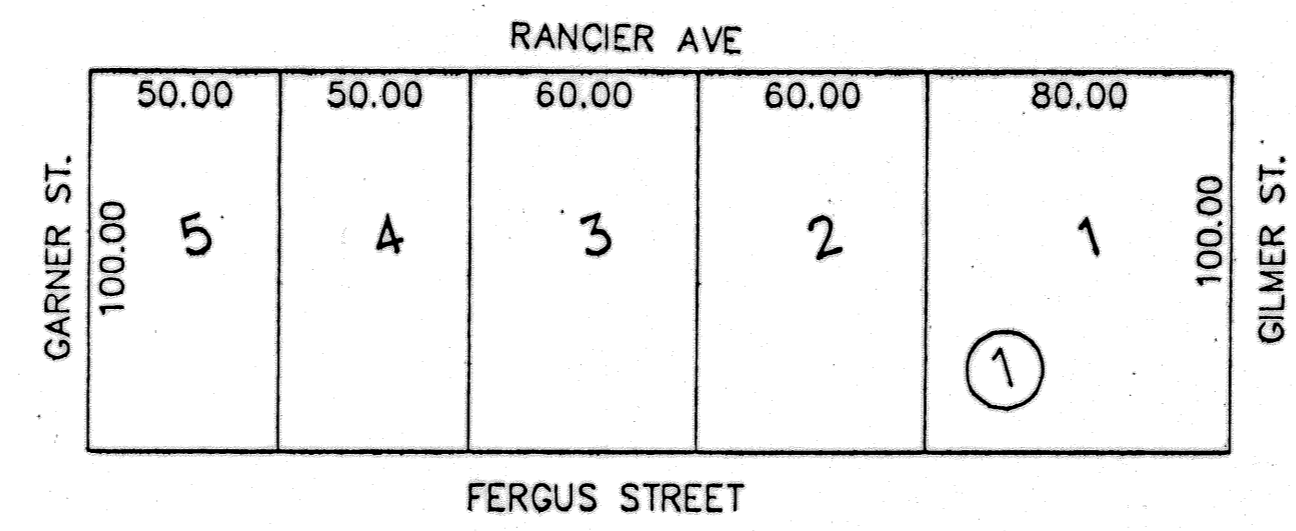 RANCIER AVE
50.00 50.00 60.00 60.00 80.00
GARNER ST.
100.00
5 4 3 2 1
100.00
GILMER ST.
1
FERGUS STREET